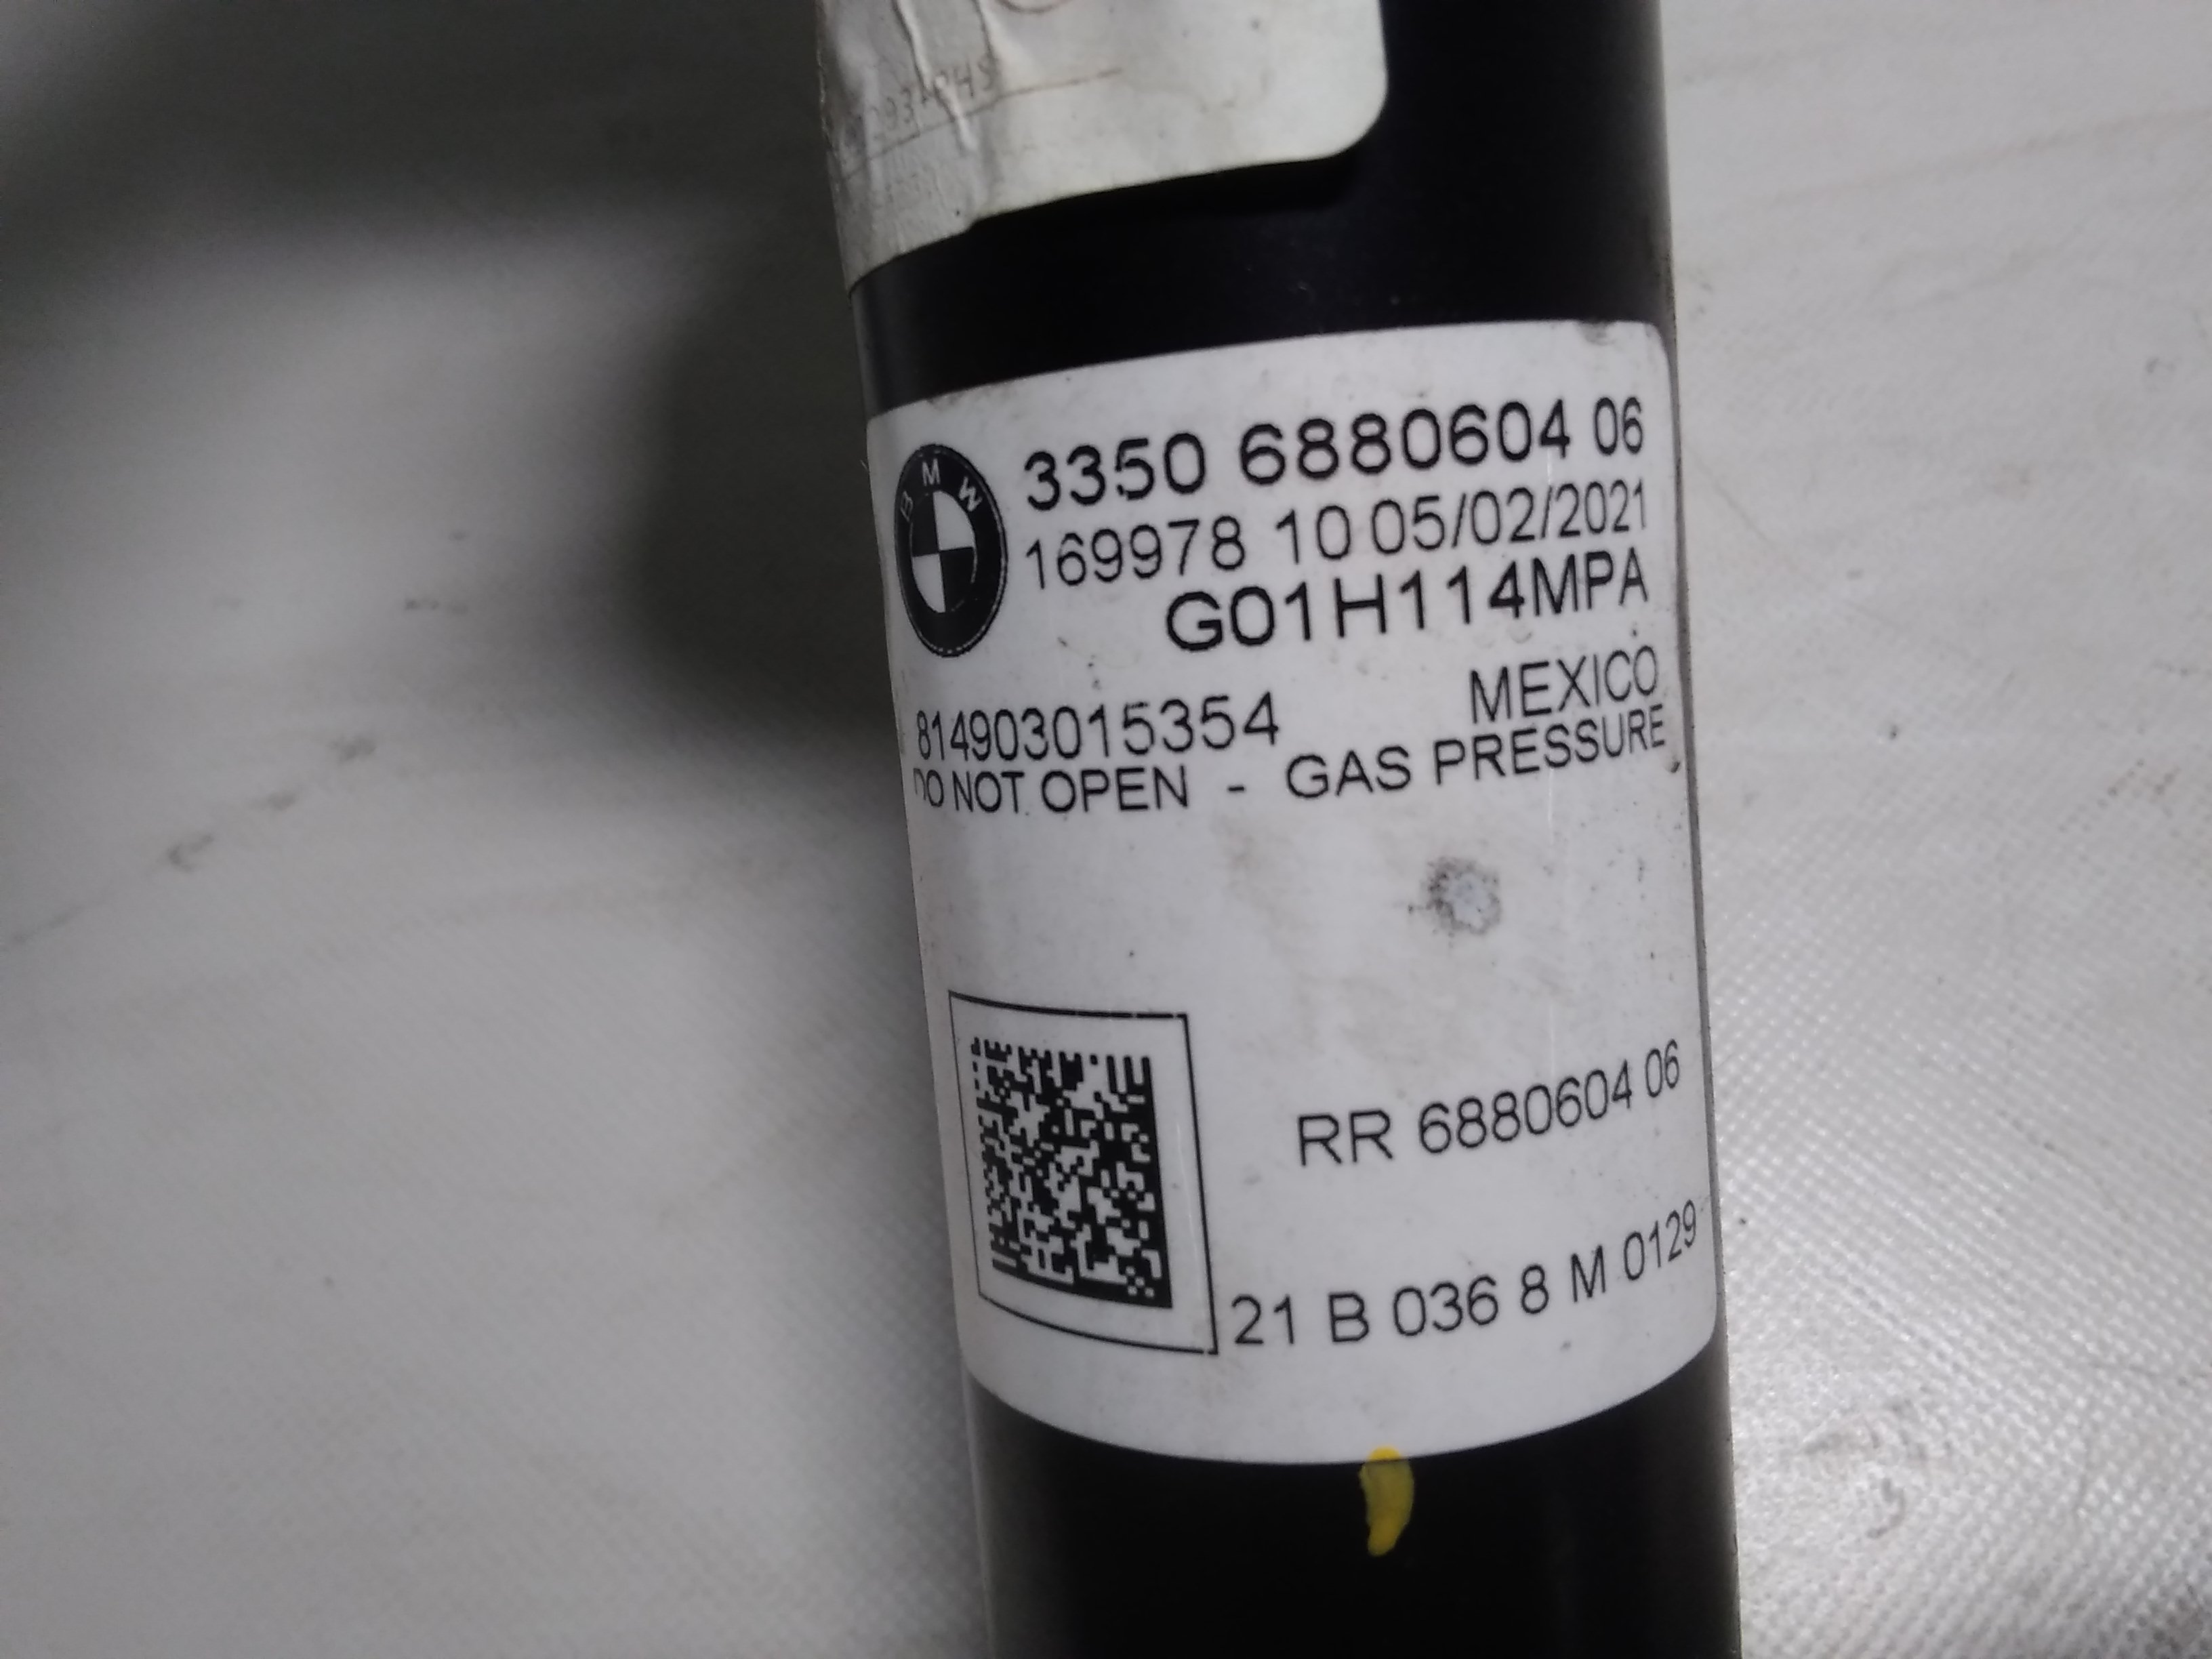 BMW
3350 6880604 06
169978 10 05/02/2021
G01H114MPA
MEXICO
814903015354
DO NOT OPEN - GAS PRESSURE
RR 6880604 06
21 B 036 8 M 0129